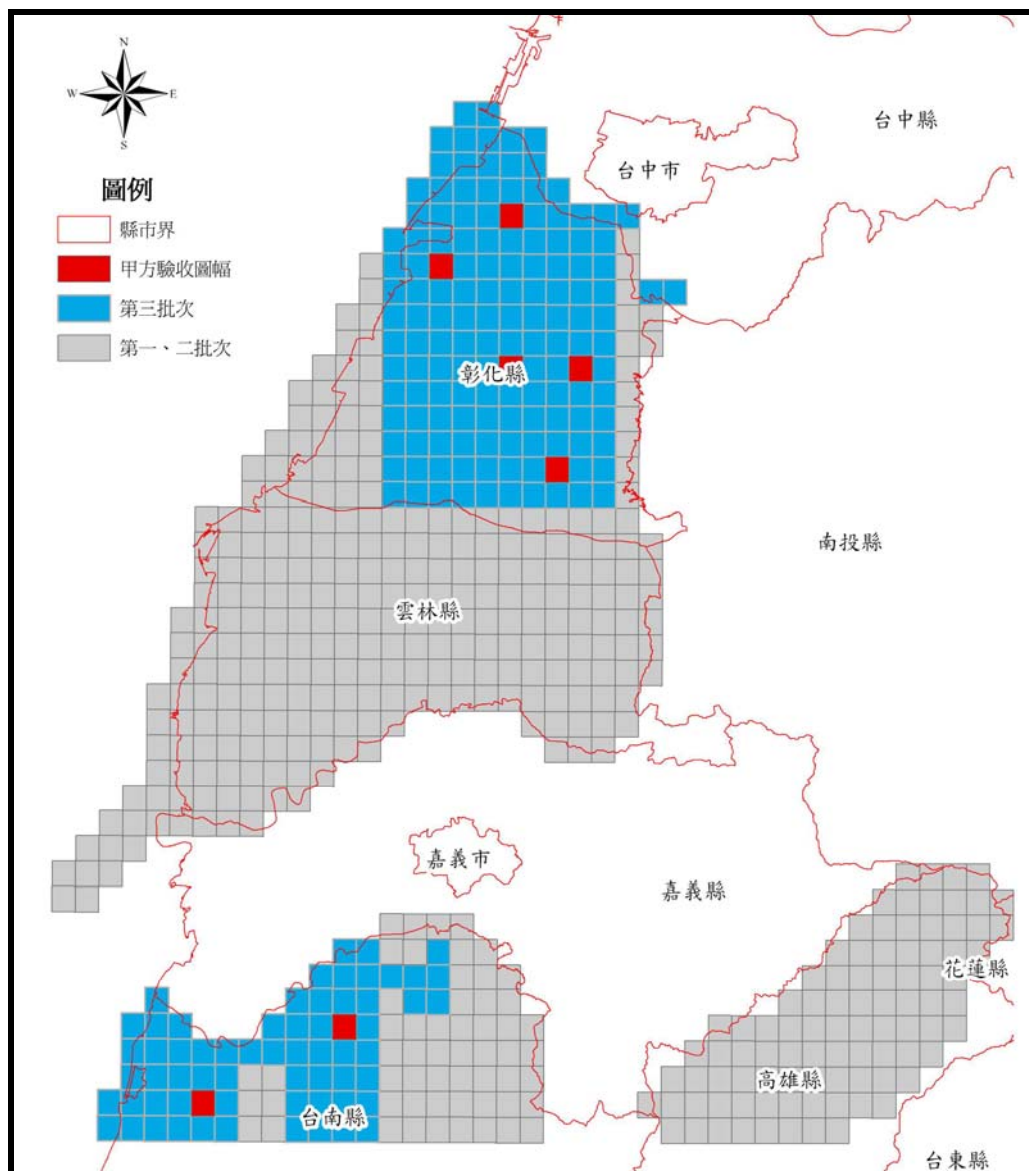 N
W
E
S
圖例
縣市界
甲方驗收圖幅
第三批次
第一、二批次
台中縣
台中市
彰化縣
南投縣
雲林縣
嘉義市
嘉義縣
花蓮縣
高雄縣
台南縣
台東縣